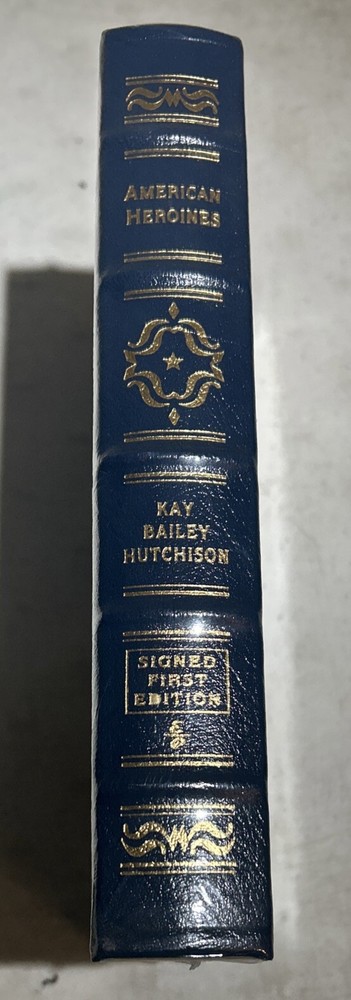 AMERICAN
HEROINES
KAY
BAILEY
HUTCHISON
SIGNED
FIRST
EDITION